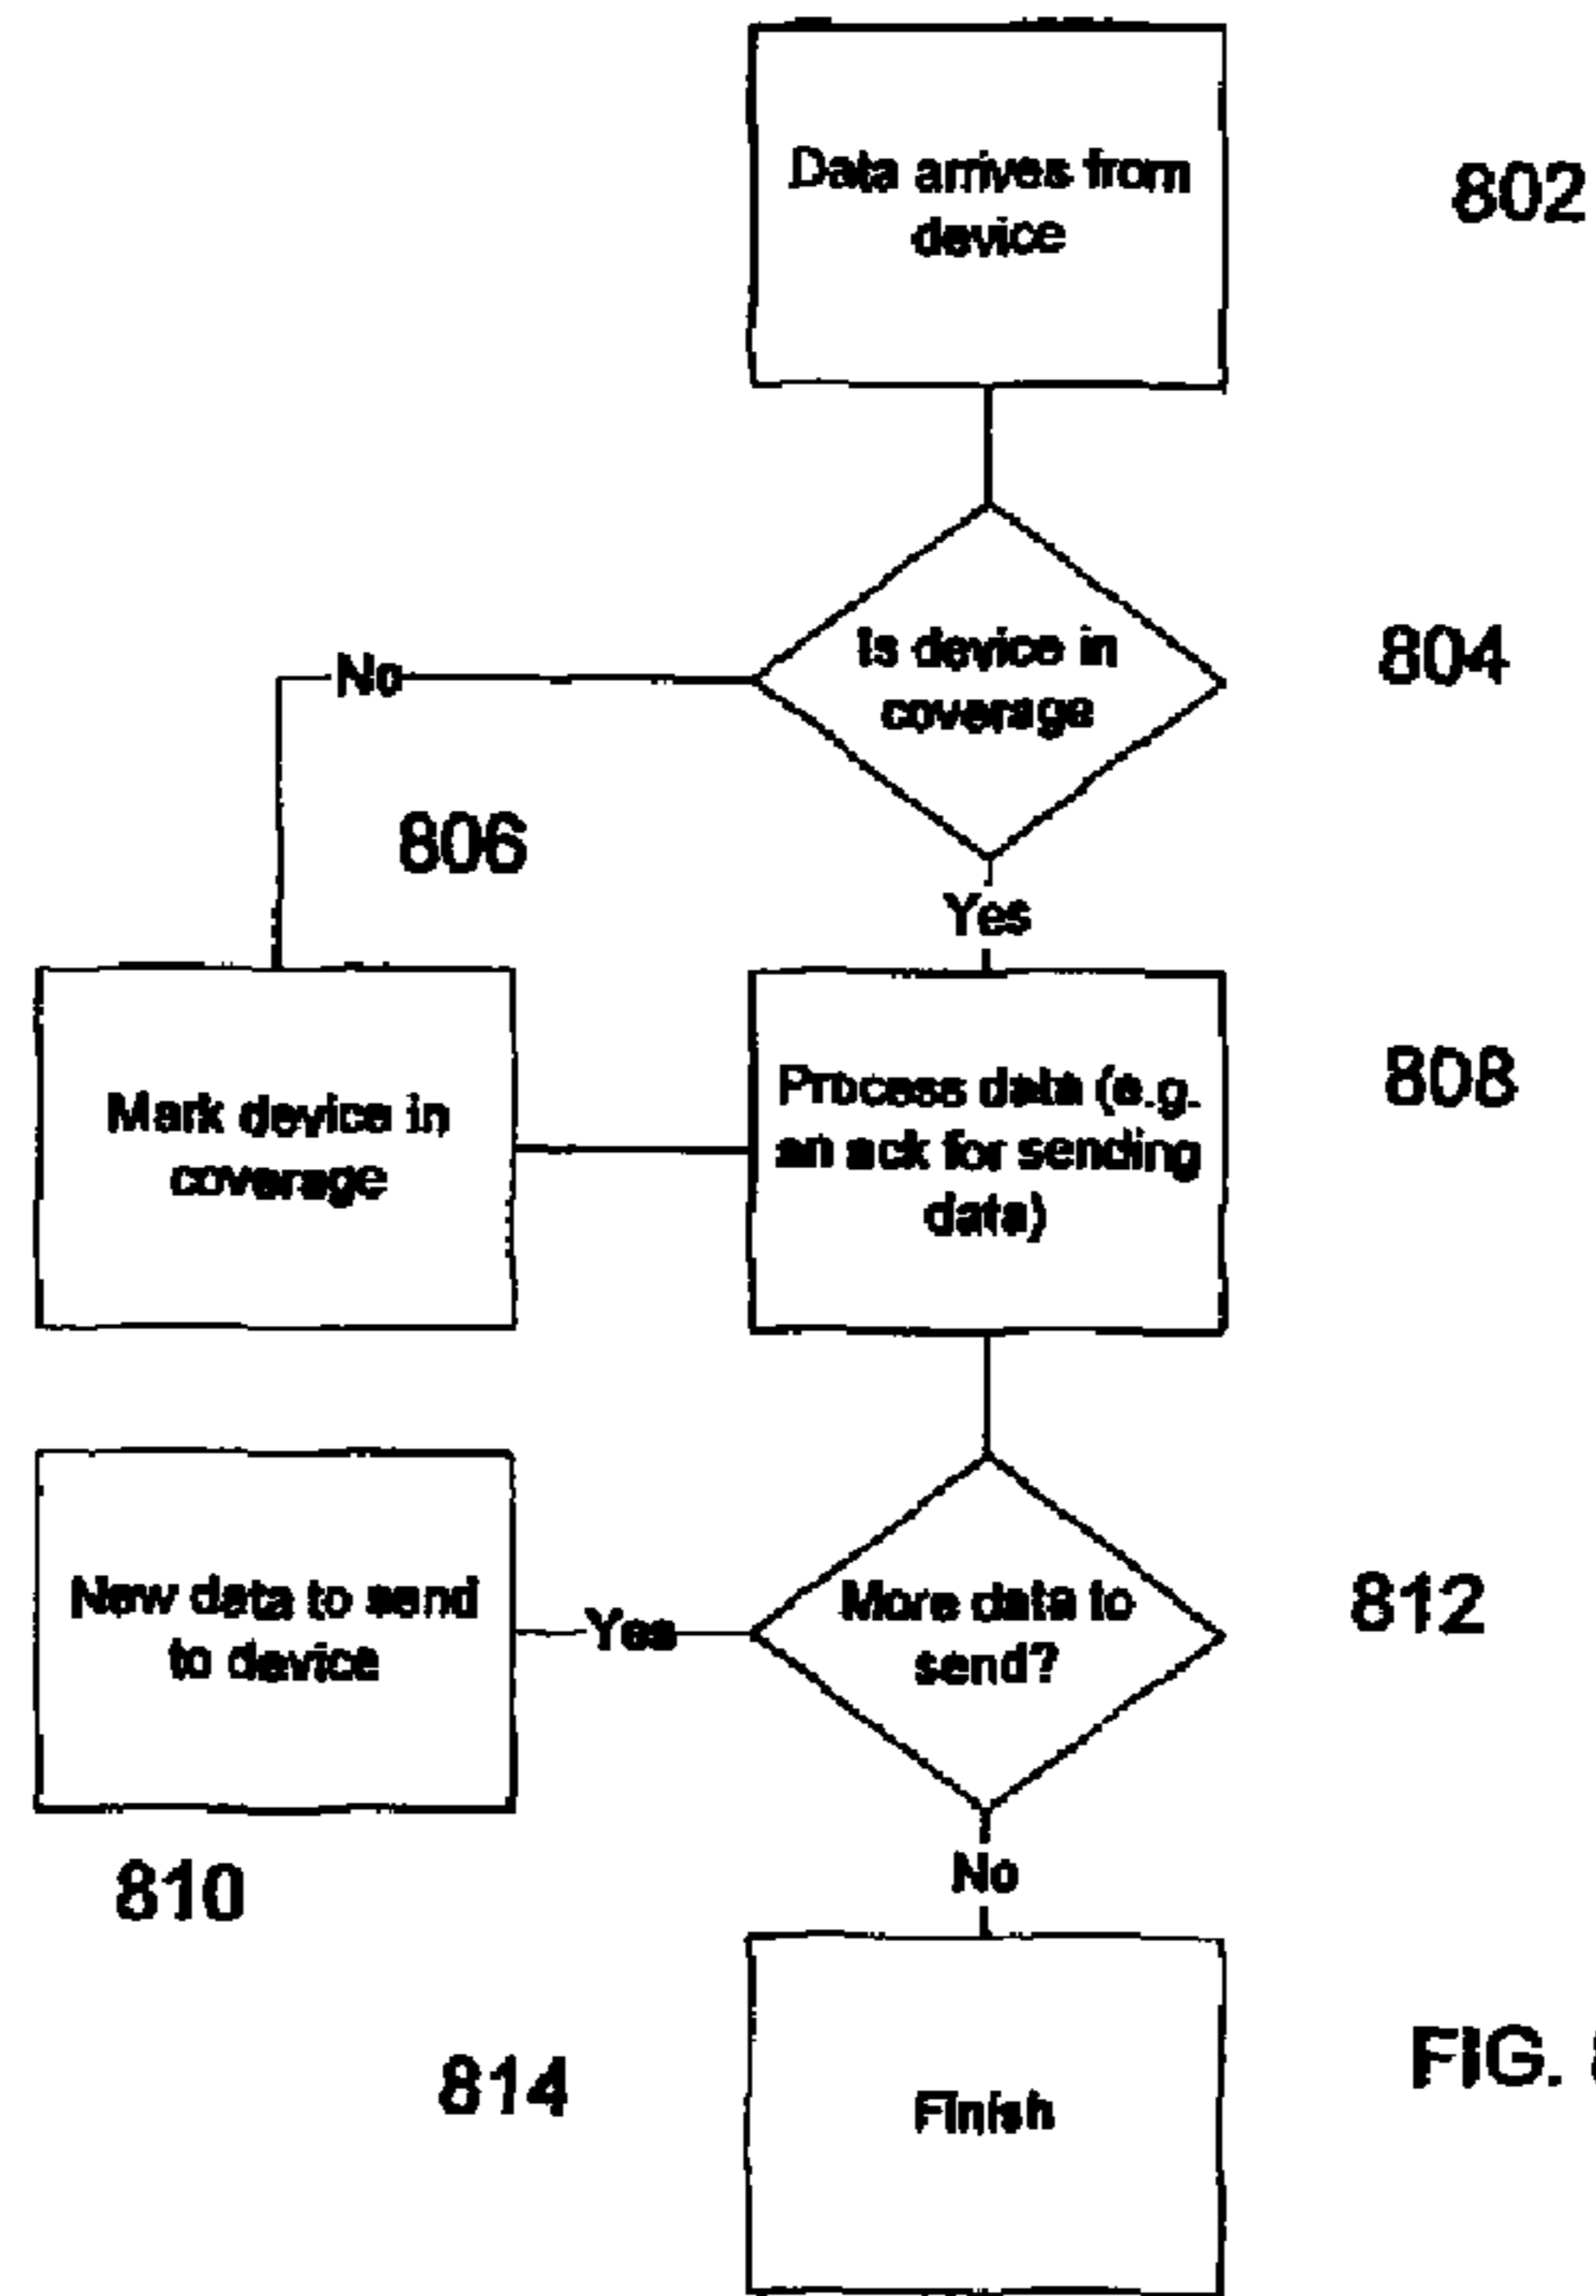 Data arrives from
device
802
Is device in
coverage
804
No
806
Yes
Mark device in
coverage
Process data (e.g.
an ack for sending
data)
808
New data to send
to device
Yes
More data to
send?
812
810
No
814
Finish
FIG.